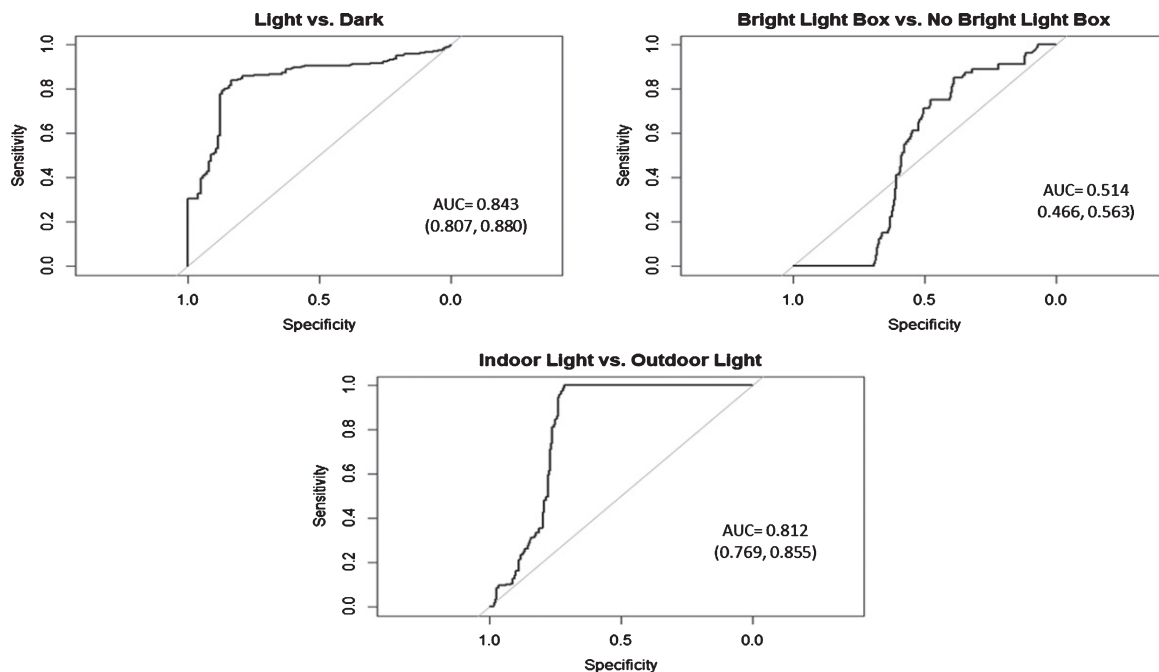 Light vs. Dark
Sensitivity
0.0 0.2 0.4 0.6 0.8 1.0
AUC= 0.843
(0.807, 0.880)
1.0 0.5 0.0
Specificity
Bright Light Box vs. No Bright Light Box
Sensitivity
0.0 0.2 0.4 0.6 0.8 1.0
AUC= 0.514
0.466, 0.563)
1.0 0.5 0.0
Specificity
Indoor Light vs. Outdoor Light
Sensitivity
0.0 0.2 0.4 0.6 0.8 1.0
AUC= 0.812
(0.769, 0.855)
1.0 0.5 0.0
Specificity